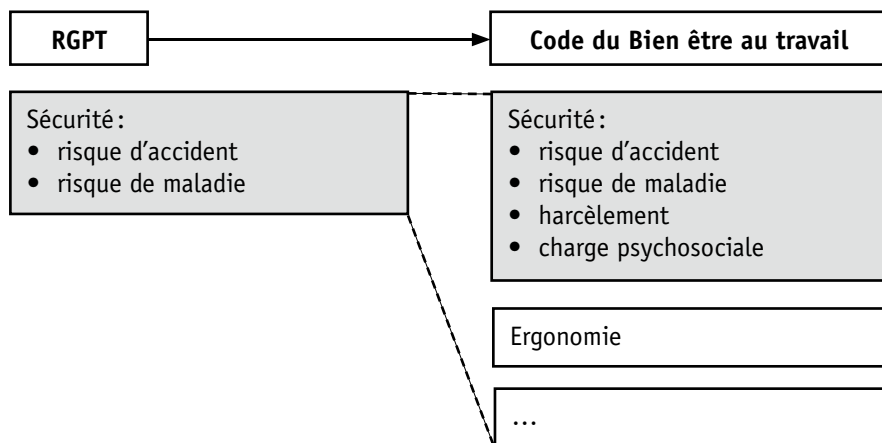 RGPT
Code du Bien être au travail
Sécurité:
• risque d'accident
• risque de maladie
Sécurité:
• risque d'accident
• risque de maladie
• harcèlement
• charge psychosociale
Ergonomie
...